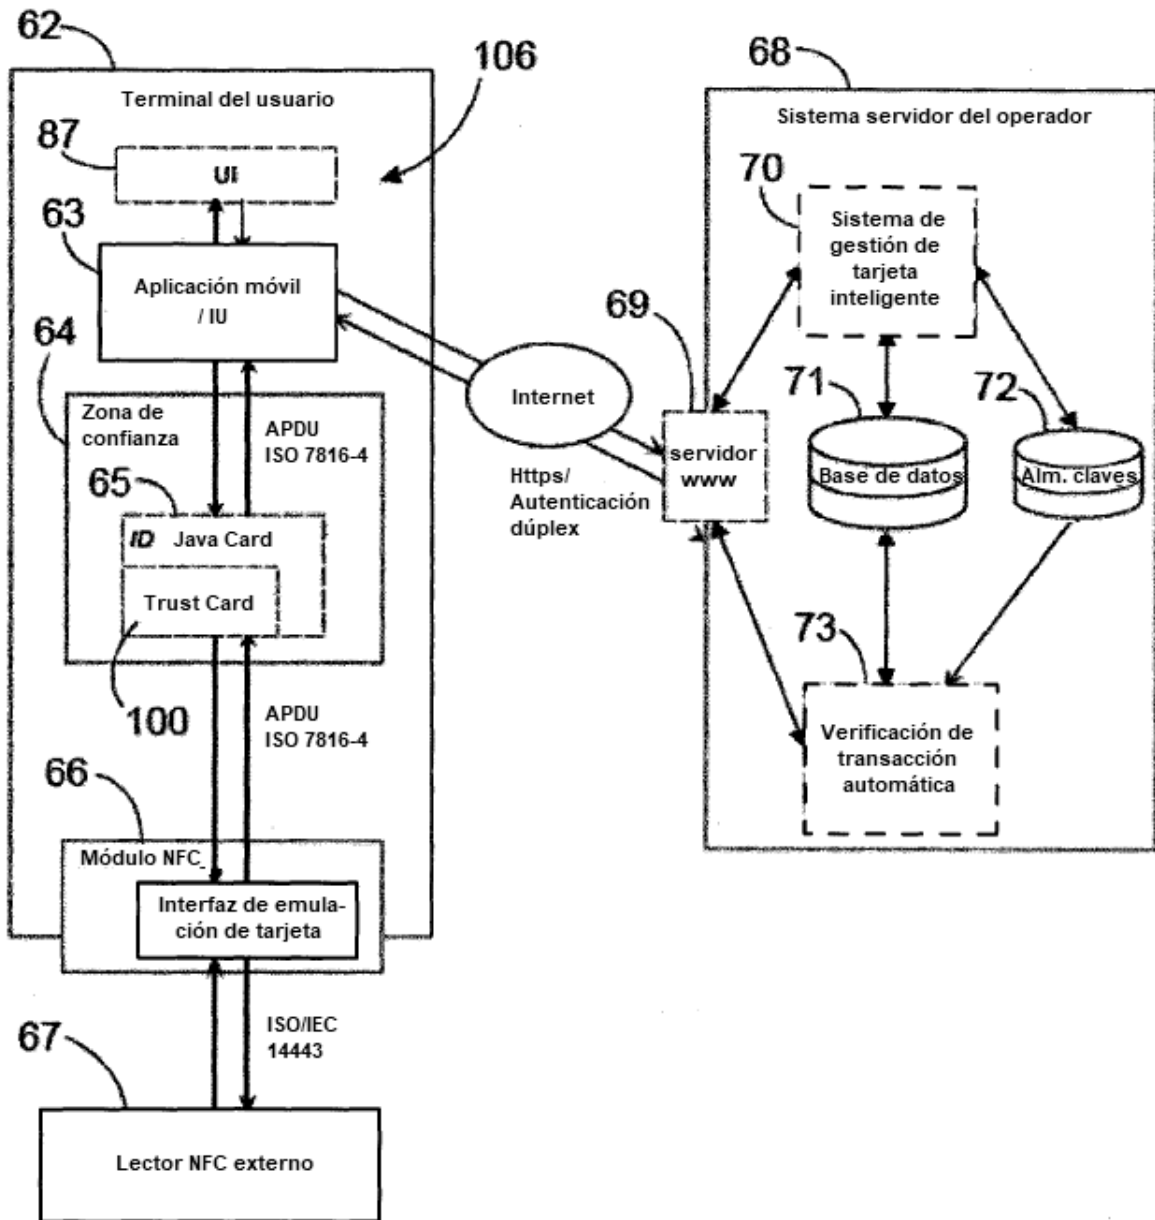 62
106
68
Terminal del usuario
Sistema servidor del operador
87
UI
70
Sistema de
gestión de
tarjeta
inteligente
63
Aplicación móvil
/ IU
64
69
Internet
71
72
Zona de
confianza
APDU
ISO 7816-4
servidor
www
Base de datos
Alm. claves
Https/
Autenticación
dúplex
65
ID Java Card
Trust Card
73
100
APDU
ISO 7816-4
Verificación de
transacción
automática
66
Módulo NFC
Interfaz de emula-
ción de tarjeta
67
ISO/IEC
14443
Lector NFC externo